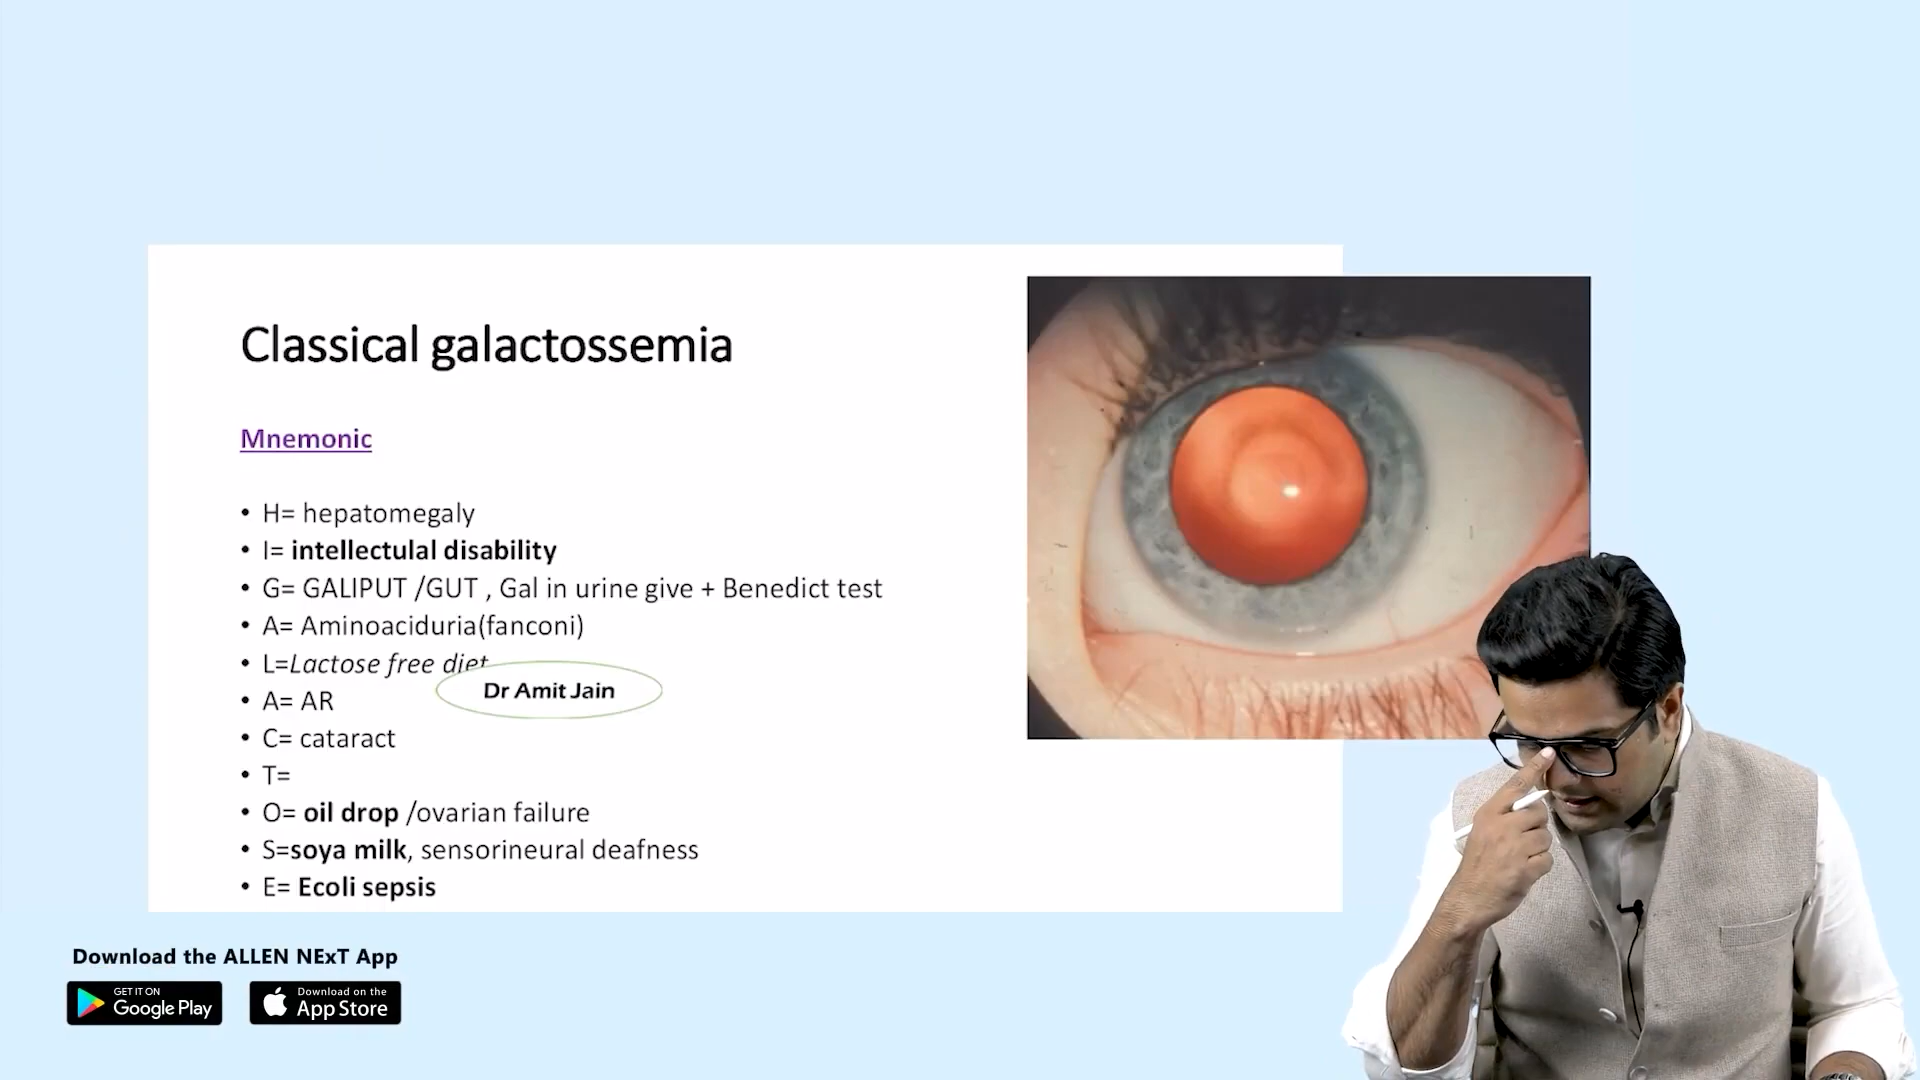 Classical galactossemia
Mnemonic
• H= hepatomegaly
• I= intellectulal disability
• G= GALIPUT /GUT , Gal in urine give + Benedict test
• A= Aminoaciduria(fanconi)
• L=Lactose free diet
Dr Amit Jain
• A= AR
• C= cataract
• T=
• O= oil drop /ovarian failure
• S=soya milk, sensorineural deafness
• E= Ecoli sepsis
Download the ALLEN NExT App
GET IT ON
Google Play
Download on the
App Store